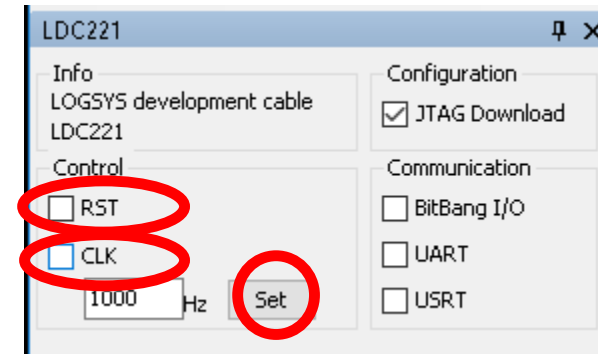 LDC221
Info
LOGSYS development cable
LDC221
Configuration
JTAG Download
Control
RST
CLK
1000 Hz Set
Communication
BitBang I/O
UART
USRT